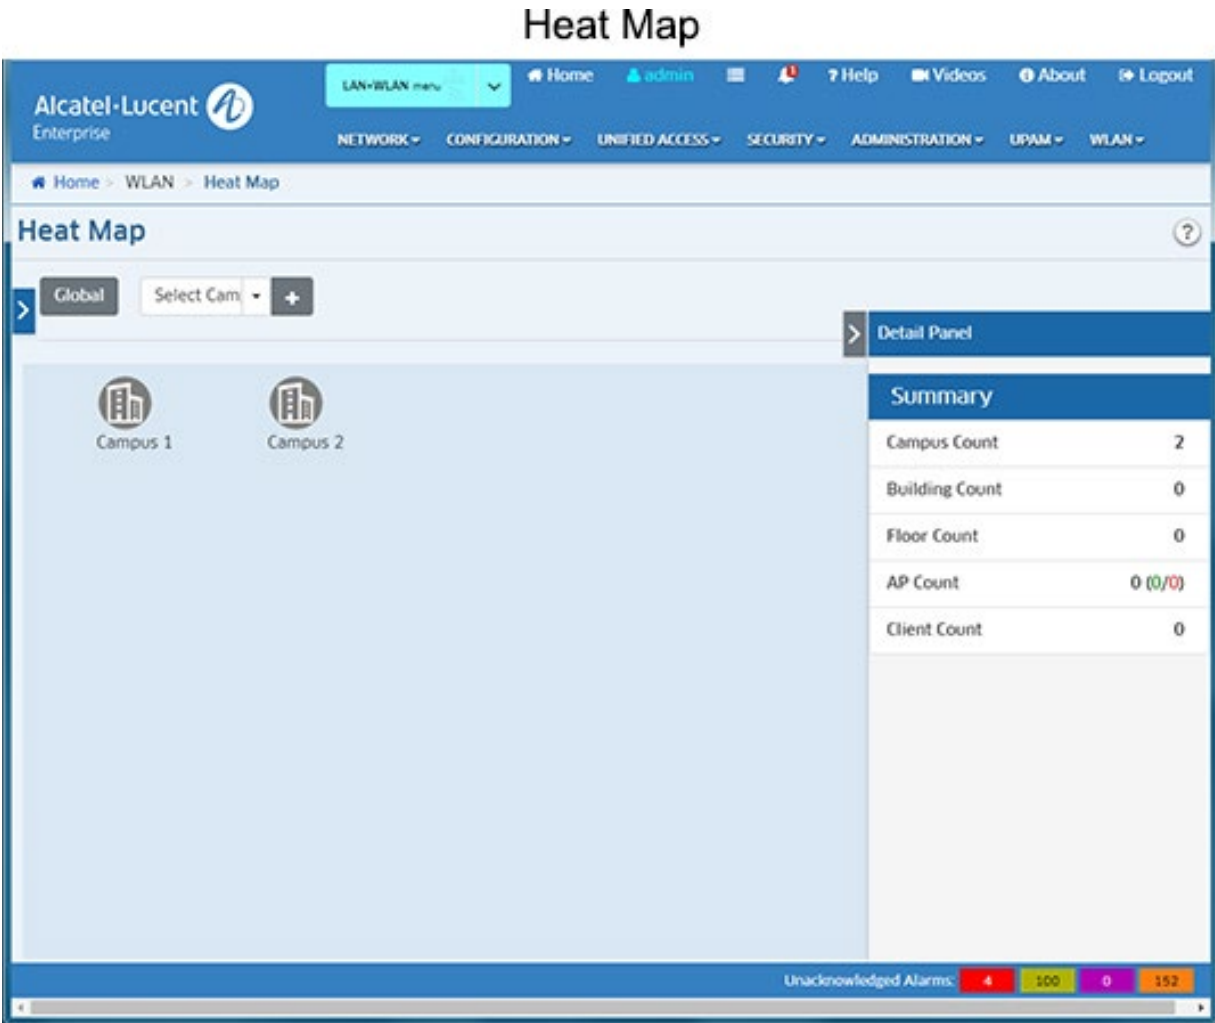 Heat Map
LAN+WLAN menu
Home admin 1 ? Help Videos About Logout
Alcatel·Lucent
Enterprise
NETWORK CONFIGURATION UNIFIED ACCESS SECURITY ADMINISTRATION UPAM WLAN
Home > WLAN > Heat Map
Heat Map ?
Global Select Cam +
Detail Panel
Summary
Campus 1 Campus 2
Campus Count 2
Building Count 0
Floor Count 0
AP Count 0 (0/0)
Client Count 0
Unacknowledged Alarms: 4 100 0 152